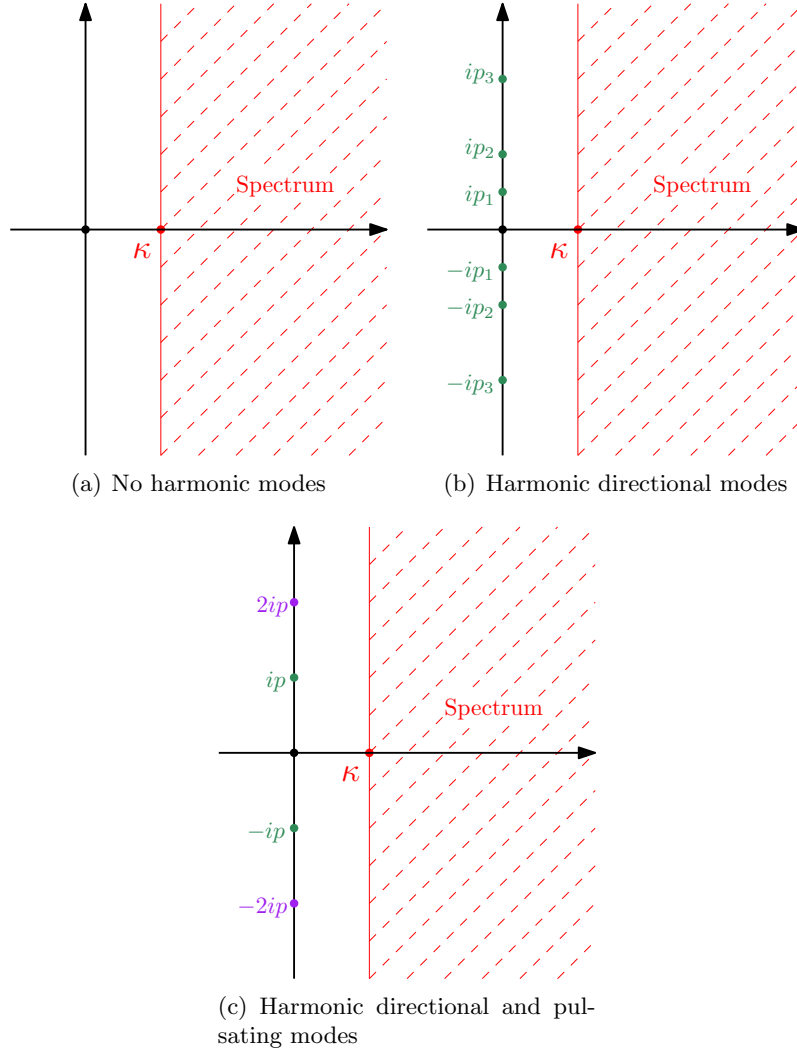 Spectrum
κ
(a) No harmonic modes
ip₃
ip₂
Spectrum
ip₁
κ
−ip₁
−ip₂
−ip₃
(b) Harmonic directional modes
2ip
ip
Spectrum
κ
−ip
−2ip
(c) Harmonic directional and pul-
sating modes